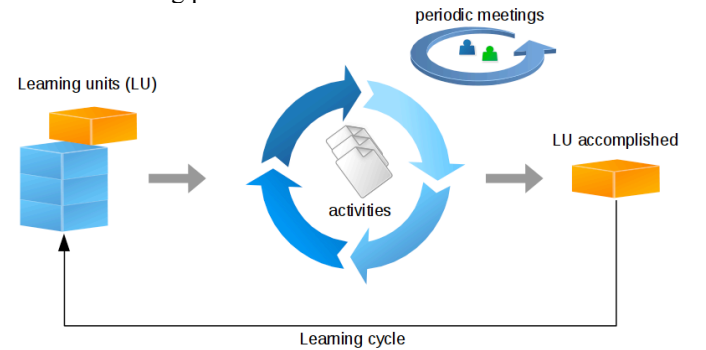 periodic meetings
Learning units (LU)
LU accomplished
activities
Learning cycle